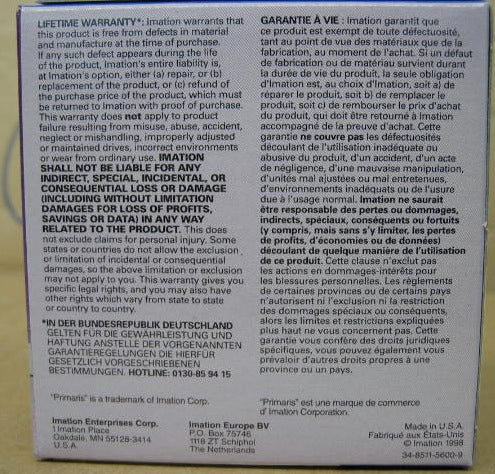 LIFETIME WARRANTY*: Imation warrants that
this product is free from defects in material
and manufacture at the time of purchase.
If any such defect appears during the life
of the product, Imation's entire liability is,
at Imation's option, either (a) repair, or (b)
replacement of the product, or (c) refund of
the purchase price of the product, which must
be returned to Imation with proof of purchase.
This warranty does not apply to product
failure resulting from misuse, abuse, accident,
neglect or mishandling, improperly adjusted
or maintained drives, incorrect environments
or wear from ordinary use. IMATION
SHALL NOT BE LIABLE FOR ANY
INDIRECT, SPECIAL, INCIDENTAL, OR
CONSEQUENTIAL LOSS OR DAMAGE
(INCLUDING WITHOUT LIMITATION
DAMAGES FOR LOSS OF PROFITS,
SAVINGS OR DATA) IN ANY WAY
RELATED TO THE PRODUCT. This does
not exclude claims for personal injury. Some
states or countries do not allow the exclusion
or limitation of incidental or consequential
damages, so the above limitation or exclusion
may not apply to you. This warranty gives you
specific legal rights, and you may also have
other rights which vary from state to state
or country to country.
*IN DER BUNDESREPUBLIK DEUTSCHLAND
GELTEN FÜR DIE GEWÄHRLEISTUNG UND
HAFTUNG ANSTELLE DER VORGENANNTEN
GARANTIEREGELUNGEN DIE HIERFÜR
GESETZLICH VORGESCHRIEBENEN
BESTIMMUNGEN. HOTLINE: 0130-85 94 15
"Primaris" is a trademark of Imation Corp.
Imation Enterprises Corp.
1 Imation Place
Oakdale, MN 55128-3414
U.S.A.
Imation Europe BV
P.O. Box 75746
1118 ZT Schiphol
The Netherlands
GARANTIE À VIE : Imation garantit que
ce produit est exempt de toute défectuosité,
tant au point de vue des matériaux que de la
fabrication, au moment de l'achat. Si un défaut
de fabrication ou de matériau survient durant
la durée de vie du produit, la seule obligation
d'Imation est, au choix d'Imation, soit a) de
réparer le produit, soit b) de remplacer le
produit, soit c) de rembourser le prix d'achat
du produit, qui doit être retourné à Imation
accompagné de la preuve d'achat. Cette
garantie ne couvre pas les défectuosités
découlant de l'utilisation inadéquate ou
abusive du produit, d'un accident, d'un acte
de négligence, d'une mauvaise manipulation,
d'unités mal ajustées ou mal entretenues,
d'environnements inadéquats ou de l'usure
due à l'usage normal. Imation ne saurait
être responsable des pertes ou dommages,
indirects, spéciaux, conséquents ou fortuits
(y compris, mais sans s'y limiter, les pertes
de profits, d'économies ou de données)
découlant de quelque manière de l'utilisation
de ce produit. Cette clause n'exclut pas
les actions en dommages-intérêts pour
les blessures personnelles. Les règlements
de certaines provinces ou de certains pays
n'autorisent ni l'exclusion ni la restriction
des dommages spéciaux ou conséquents,
alors les limites et restrictions expliquées
plus haut ne vous concernent pas. Cette
garantie vous confère des droits juridiques
spécifiques, vous pouvez également vous
prévaloir d'autres droits propres à une
province ou un pays.
"Primaris" est une marque de commerce
d' Imation Corporation.
Made in U.S.A.
Fabriqué aux États-Unis
© Imation 1998
34-8511-5600-9